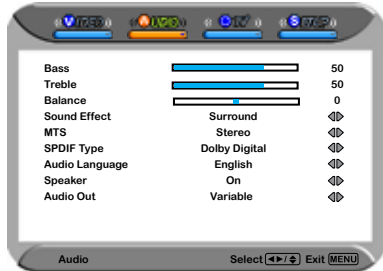 VIDEO AUDIO SETUP
Bass 50
Treble 50
Balance 0
Sound Effect Surround
MTS Stereo
SPDIF Type Dolby Digital
Audio Language English
Speaker On
Audio Out Variable
Audio Select / Exit MENU